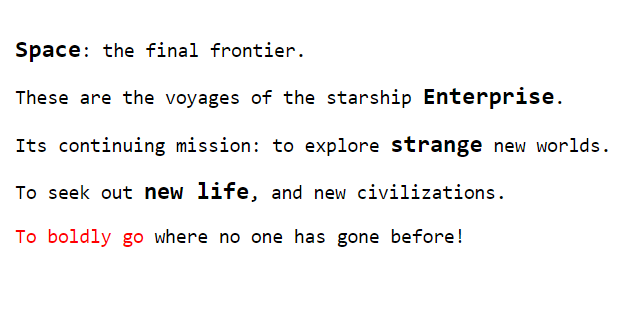 Space: the final frontier.
These are the voyages of the starship Enterprise.
Its continuing mission: to explore strange new worlds.
To seek out new life, and new civilizations.
To boldly go where no one has gone before!